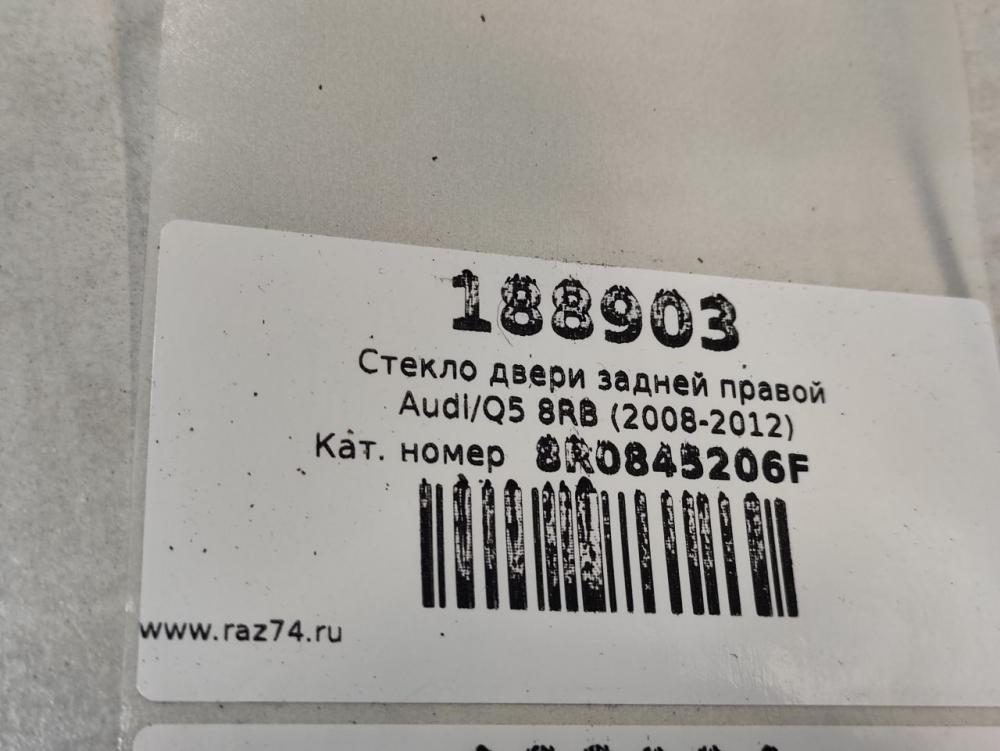 188903
Стекло двери задней правой
Audi/Q5 8RB (2008-2012)
Кат. номер 8R0845206F
www.raz74.ru